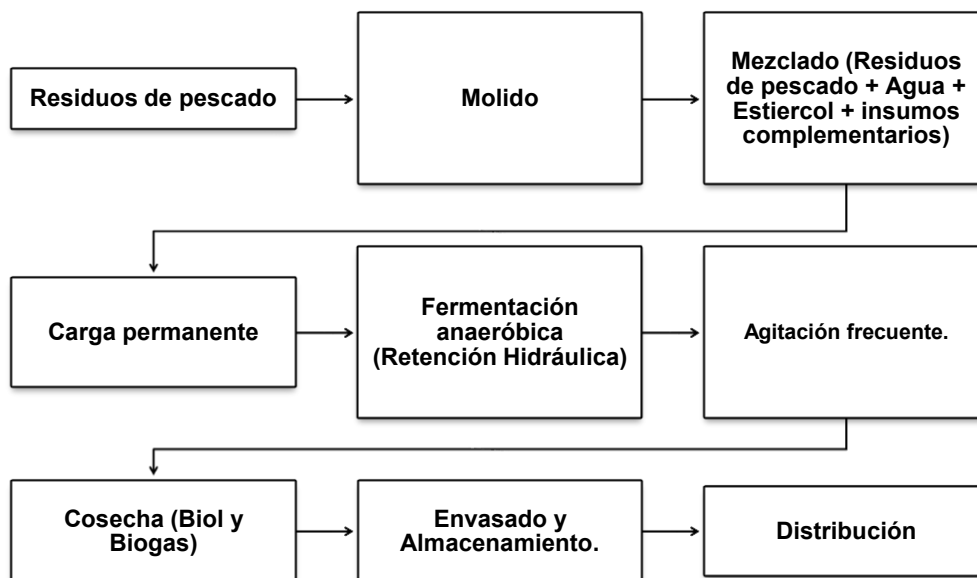 Residuos de pescado
Molido
Mezclado (Residuos
de pescado + Agua +
Estiercol + insumos
complementarios)
Carga permanente
Fermentación
anaeróbica
(Retención Hidráulica)
Agitación frecuente.
Cosecha (Biol y
Biogas)
Envasado y
Almacenamiento.
Distribución